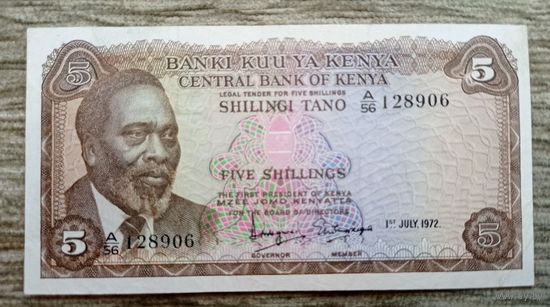 BANKI KUU YA KENYA
5
5
CENTRAL BANK OF KENYA
LEGAL TENDER FOR FIVE SHILLINGS
SHILINGI TANO
A/56 128906
FIVE SHILLINGS
THE FIRST PRESIDENT OF KENYA
MZEE JOMO KENYATTA
FOR THE BOARD OF DIRECTORS
1ST JULY, 1972.
5
A/56 128906
5
GOVERNOR MEMBER